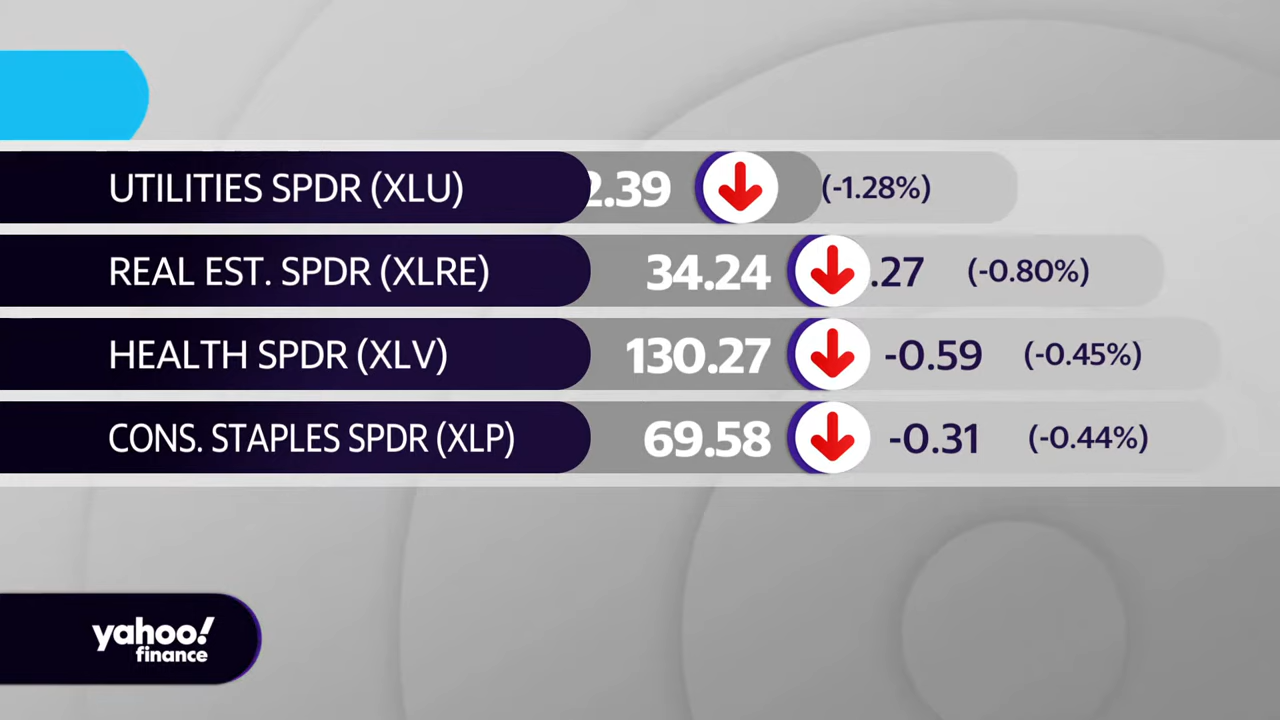 UTILITIES SPDR (XLU) 2.39 (-1.28%)
REAL EST. SPDR (XLRE) 34.24 .27 (-0.80%)
HEALTH SPDR (XLV) 130.27 -0.59 (-0.45%)
CONS. STAPLES SPDR (XLP) 69.58 -0.31 (-0.44%)
yahoo!
finance